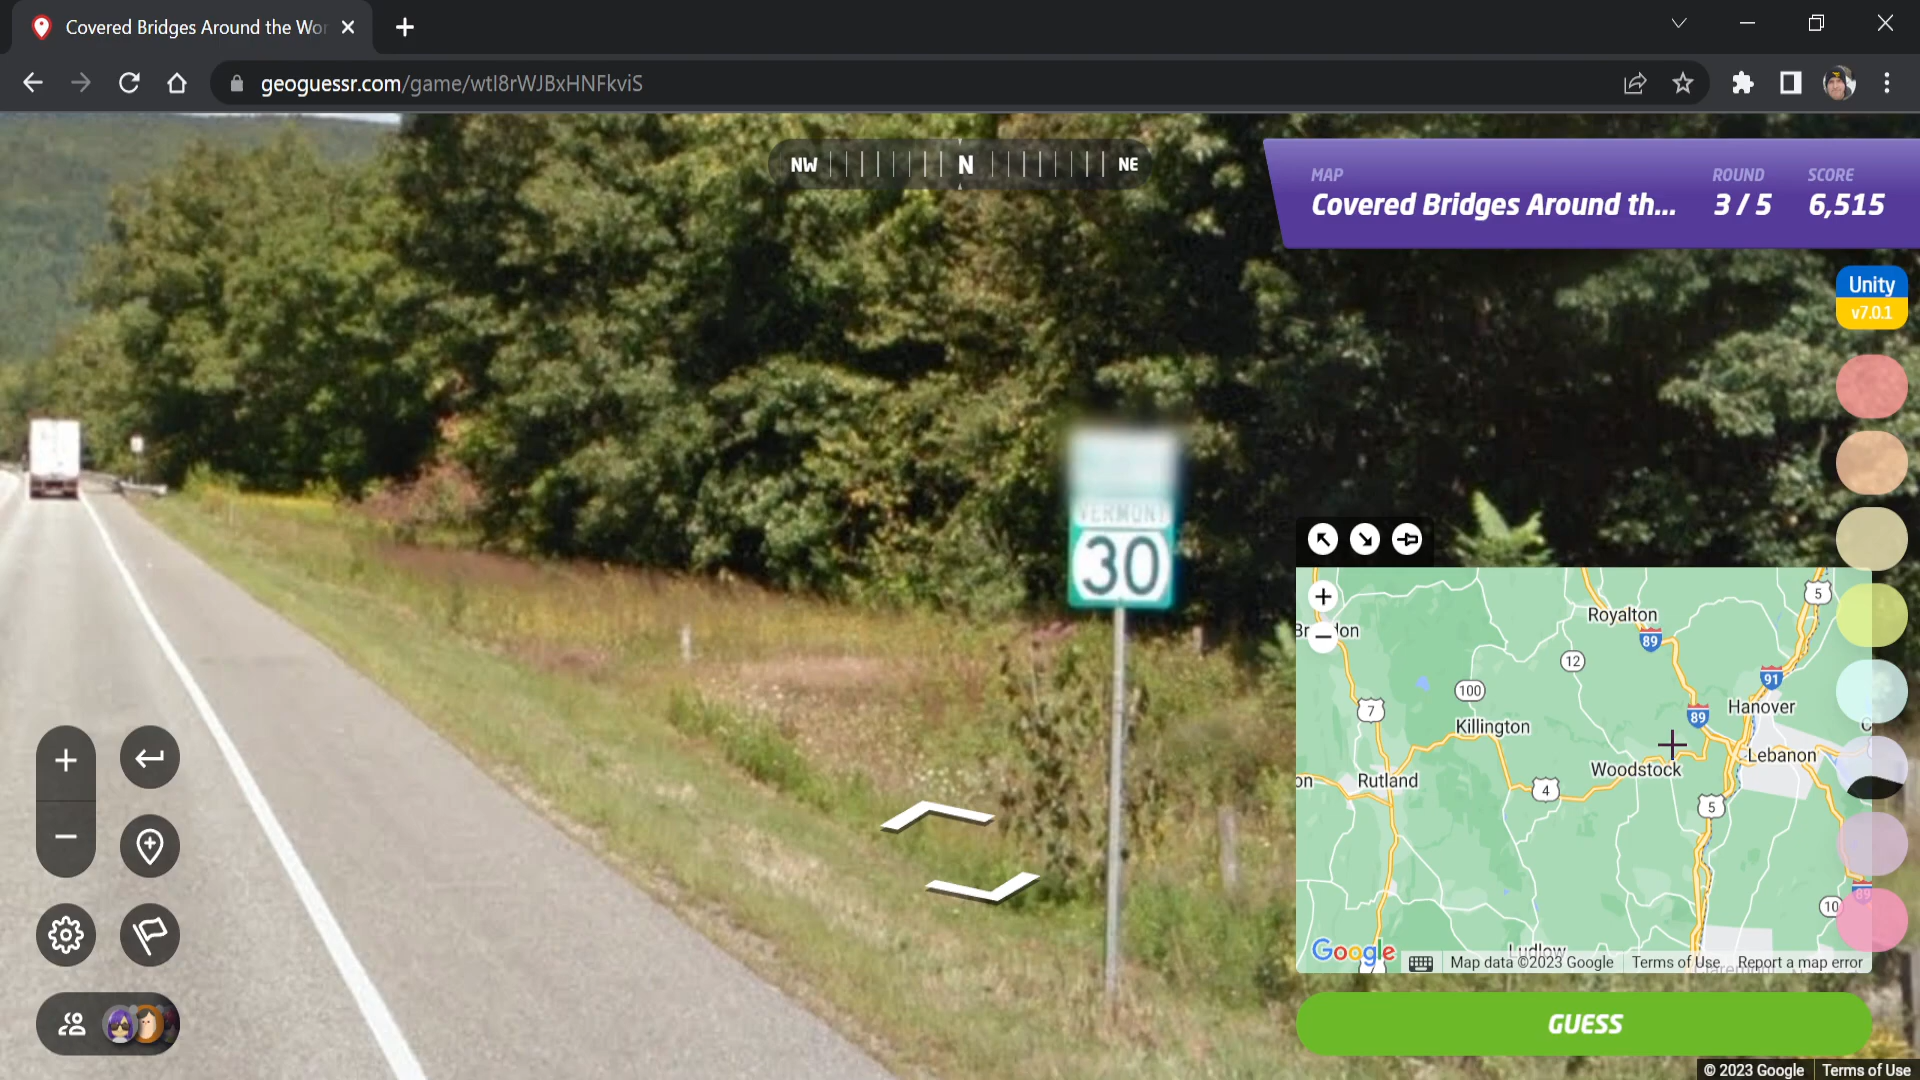 Covered Bridges Around the Wor
geoguessr.com/game/wtl8rWJBxHNFkviS
NW N NE
MAP ROUND SCORE
Covered Bridges Around th... 3 / 5 6,515
Unity
v7.0.1
VERMONT
30
Royalton
5
89
12
100
91
7
89
Hanover
Killington
Woodstock
Lebanon
on
Rutland
4
5
89
10
Ludlow
Google
Map data ©2023 Google Terms of Use Report a map error
GUESS
© 2023 Google Terms of Use